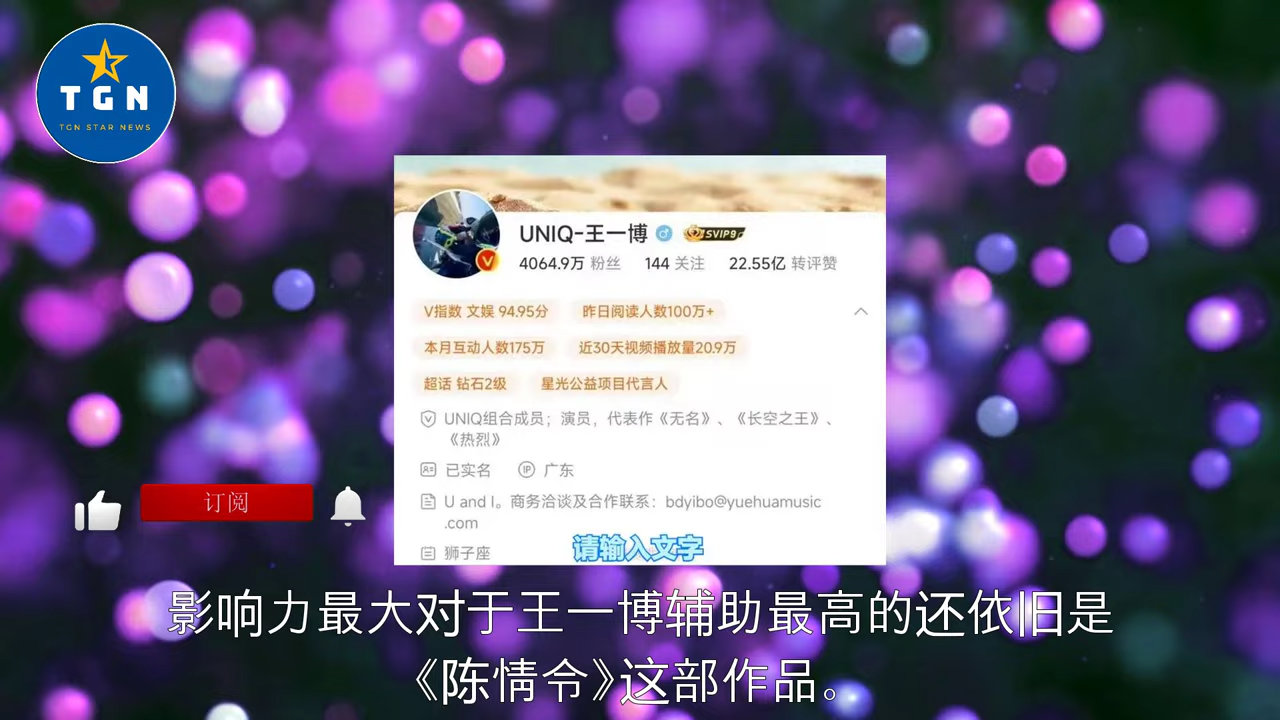 TGN
TGN STAR NEWS
UNIQ-王一博 SVIP9
4064.9万 粉丝 144 关注 22.55亿 转评赞
V指数 文娱 94.95分 昨日阅读人数100万+
本月互动人数175万 近30天视频播放量20.9万
超话 钻石2级 星光公益项目代言人
UNIQ组合成员；演员，代表作《无名》、《长空之王》、
《热烈》
已实名 IP 广东
U and I。商务洽谈及合作联系：bdyibo@yuehuamusic
.com
狮子座
请输入文字
订阅
影响力最大对于王一博辅助最高的还依旧是
《陈情令》这部作品。